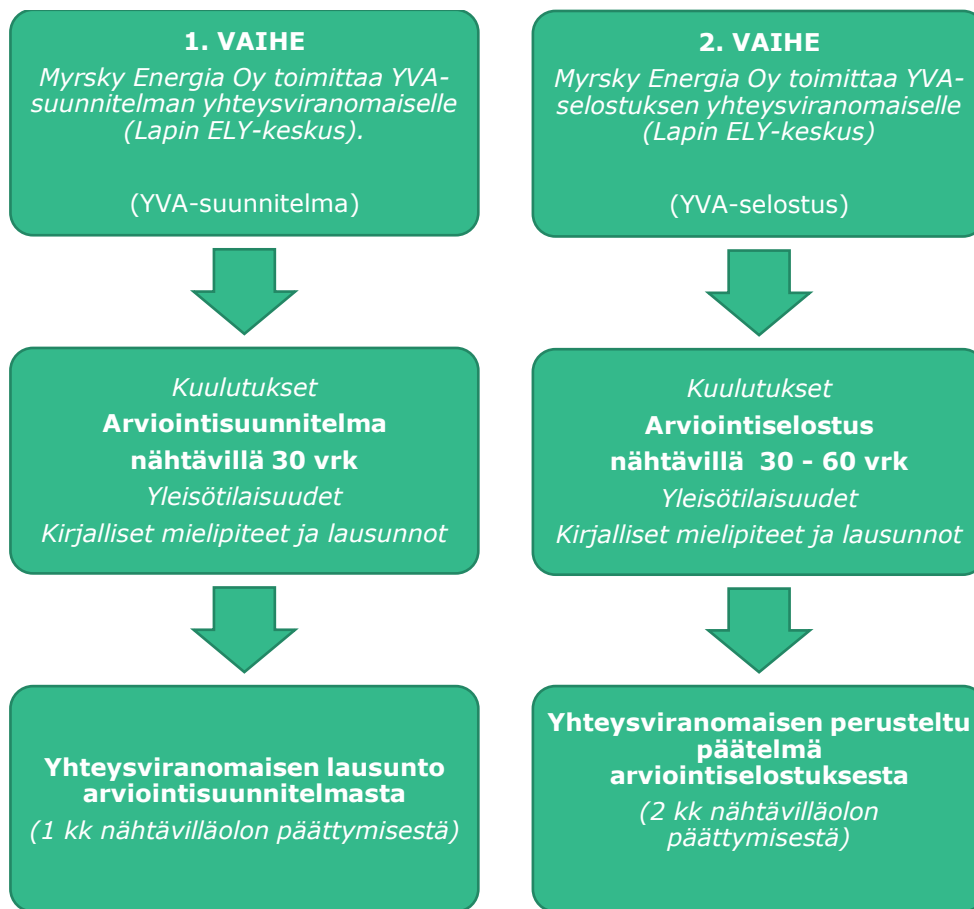 1. VAIHE
Myrsky Energia Oy toimittaa YVA-
suunnitelman yhteysviranomaiselle
(Lapin ELY-keskus).
(YVA-suunnitelma)
Kuulutukset
Arviointisuunnitelma
nähtävillä 30 vrk
Yleisötilaisuudet
Kirjalliset mielipiteet ja lausunnot
Yhteysviranomaisen lausunto
arviointisuunnitelmasta
(1 kk nähtävilläolon päättymisestä)
2. VAIHE
Myrsky Energia Oy toimittaa YVA-
selostuksen yhteysviranomaiselle
(Lapin ELY-keskus)
(YVA-selostus)
Kuulutukset
Arviointiselostus
nähtävillä  30 – 60 vrk
Yleisötilaisuudet
Kirjalliset mielipiteet ja lausunnot
Yhteysviranomaisen perusteltu
päätelmä
arviointiselostuksesta
(2 kk nähtävilläolon
päättymisestä)